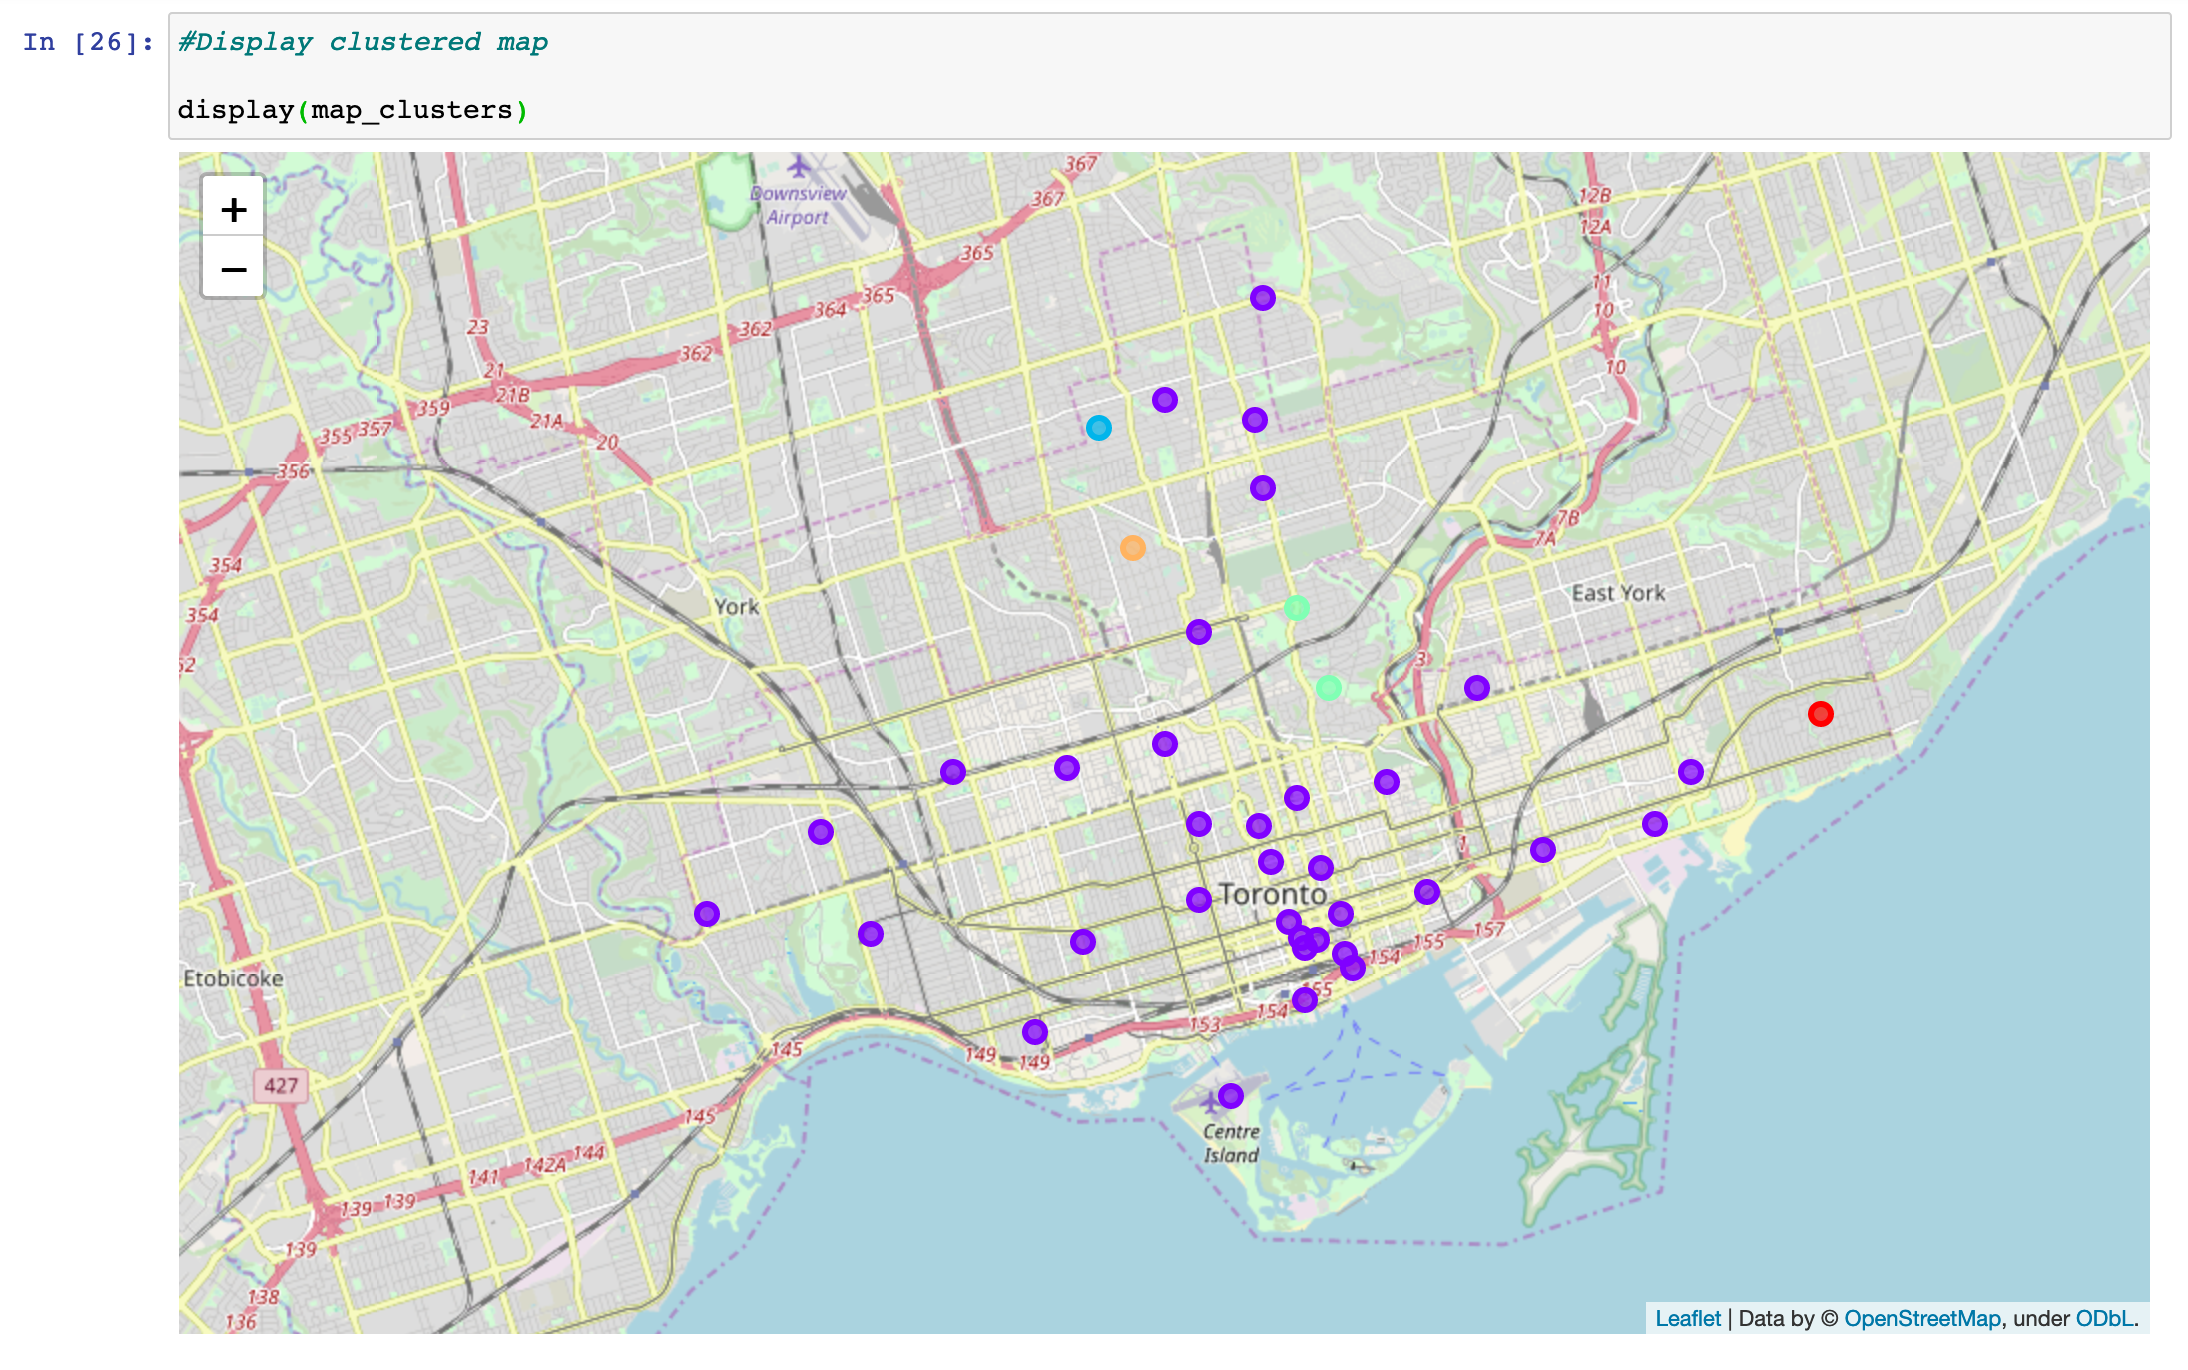 In [26]:
#Display clustered map
display(map_clusters)
+
−
Downsview
Airport
367
367
365
365
364
362
362
12B
12A
11
10
10
23
21
21B
21A
20
359
357
355
356
354
354
52
7B
7A
York
East York
3
1
Toronto
Etobicoke
157
155
154
155
154
153
149
149
145
145
Centre
Island
427
144
142A
141
139
139
139
138
136
Leaflet | Data by © OpenStreetMap, under ODbL.